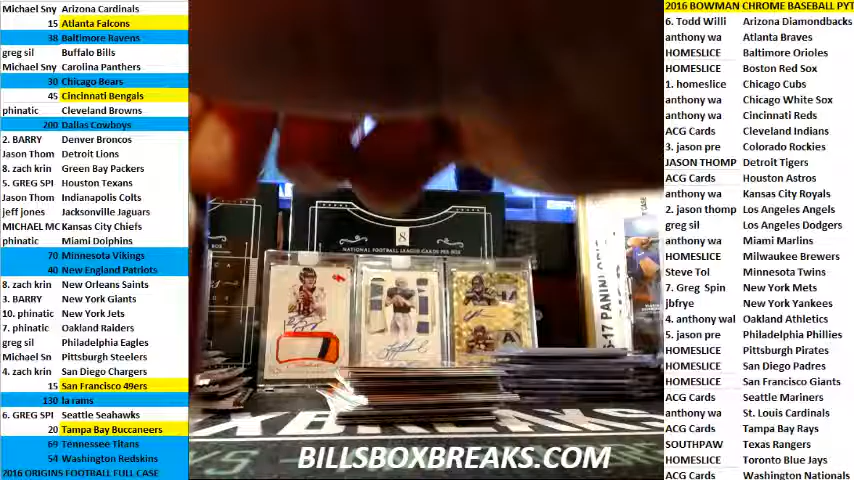 Michael Sny Arizona Cardinals
15 Atlanta Falcons
38 Baltimore Ravens
greg sil Buffalo Bills
Michael Sny Carolina Panthers
30 Chicago Bears
45 Cincinnati Bengals
phinatic Cleveland Browns
200 Dallas Cowboys
2. BARRY Denver Broncos
Jason Thom Detroit Lions
8. zach krin Green Bay Packers
5. GREG SPI Houston Texans
Jason Thom Indianapolis Colts
jeff jones Jacksonville Jaguars
MICHAEL MC Kansas City Chiefs
phinatic Miami Dolphins
70 Minnesota Vikings
40 New England Patriots
8. zach krin New Orleans Saints
3. BARRY New York Giants
10. phinatic New York Jets
7. phinatic Oakland Raiders
greg sil Philadelphia Eagles
Michael Sn Pittsburgh Steelers
4. zach krin San Diego Chargers
15 San Francisco 49ers
130 la rams
6. GREG SPI Seattle Seahawks
20 Tampa Bay Buccaneers
69 Tennessee Titans
54 Washington Redskins
2016 ORIGINS FOOTBALL FULL CASE
8
NATIONAL FOOTBALL LEAGUE CARDS PER BOX
BILLSBOXBREAKS.COM
2016 BOWMAN CHROME BASEBALL PYT
6. Todd Willi Arizona Diamondbacks
anthony wa Atlanta Braves
HOMESLICE Baltimore Orioles
HOMESLICE Boston Red Sox
1. homeslice Chicago Cubs
anthony wa Chicago White Sox
anthony wa Cincinnati Reds
ACG Cards Cleveland Indians
3. jason pre Colorado Rockies
JASON THOMP Detroit Tigers
ACG Cards Houston Astros
anthony wa Kansas City Royals
2. jason thomp Los Angeles Angels
greg sil Los Angeles Dodgers
anthony wa Miami Marlins
HOMESLICE Milwaukee Brewers
Steve Tol Minnesota Twins
7. Greg Spin New York Mets
jbfrye New York Yankees
4. anthony wal Oakland Athletics
5. jason pre Philadelphia Phillies
HOMESLICE Pittsburgh Pirates
HOMESLICE San Diego Padres
HOMESLICE San Francisco Giants
ACG Cards Seattle Mariners
anthony wa St. Louis Cardinals
ACG Cards Tampa Bay Rays
SOUTHPAW Texas Rangers
HOMESLICE Toronto Blue Jays
ACG Cards Washington Nationals